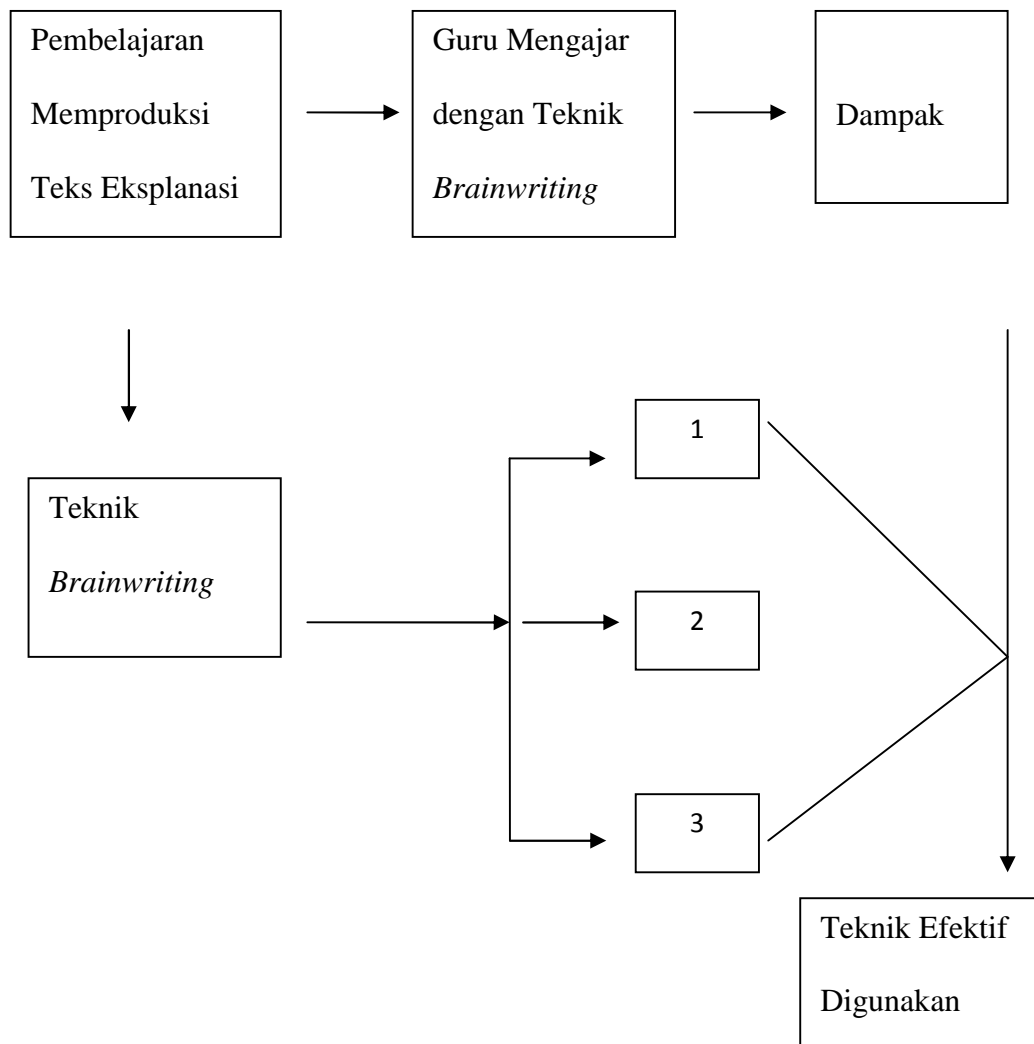 Pembelajaran
Memproduksi
Teks Eksplanasi
Guru Mengajar
dengan Teknik
Brainwriting
Dampak
Teknik
Brainwriting
1
2
3
Teknik Efektif
Digunakan